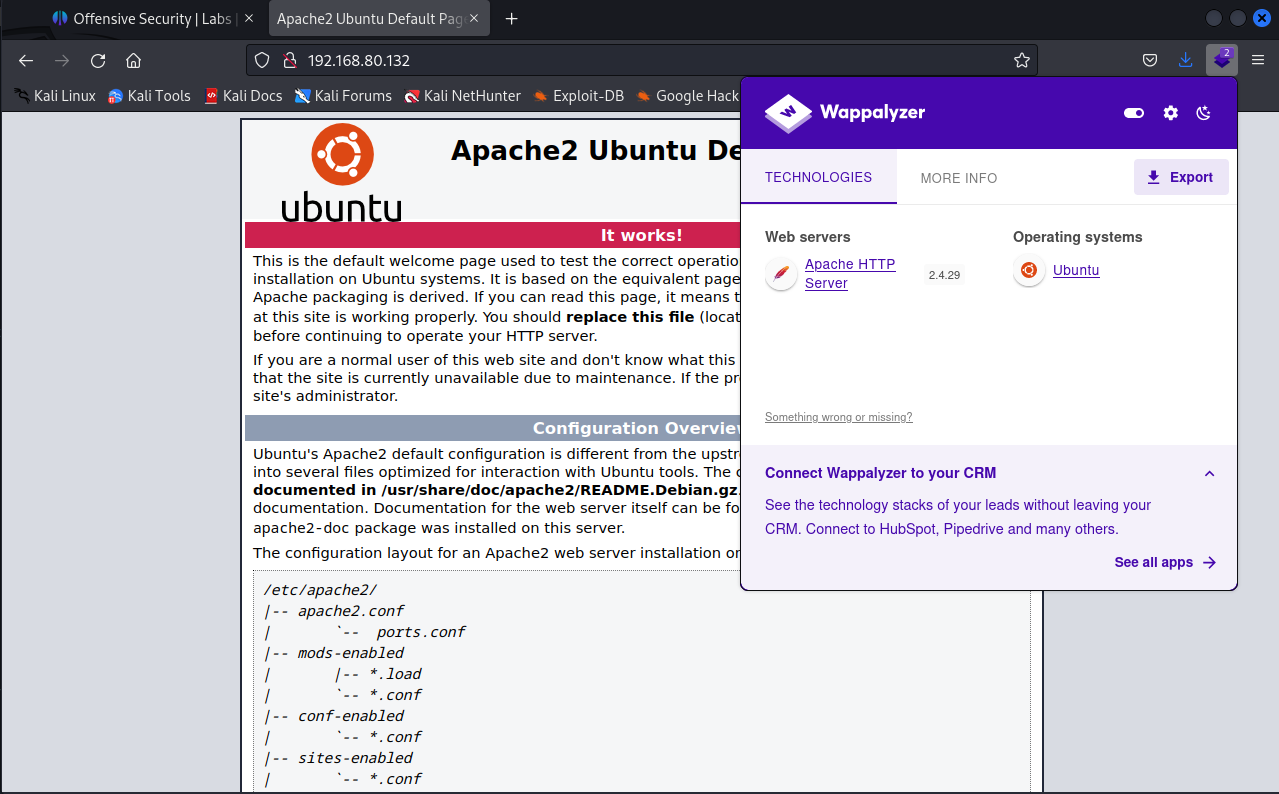 Offensive Security | Labs |
Apache2 Ubuntu Default Pag
192.168.80.132
2
Kali Linux
Kali Tools
Kali Docs
Kali Forums
Kali NetHunter
Exploit-DB
Google Hack
ubuntu
Apache2 Ubuntu De
It works!
This is the default welcome page used to test the correct operatio
installation on Ubuntu systems. It is based on the equivalent page
Apache packaging is derived. If you can read this page, it means t
at this site is working properly. You should replace this file (locat
before continuing to operate your HTTP server.
If you are a normal user of this web site and don't know what this
that the site is currently unavailable due to maintenance. If the pr
site's administrator.
Configuration Overview
Ubuntu's Apache2 default configuration is different from the upstr
into several files optimized for interaction with Ubuntu tools. The c
documented in /usr/share/doc/apache2/README.Debian.gz.
documentation. Documentation for the web server itself can be fo
apache2-doc package was installed on this server.
The configuration layout for an Apache2 web server installation on
/etc/apache2/
|-- apache2.conf
|       `--  ports.conf
|-- mods-enabled
|       |-- *.load
|       `-- *.conf
|-- conf-enabled
|       `-- *.conf
|-- sites-enabled
|       `-- *.conf
Wappalyzer
TECHNOLOGIES
MORE INFO
Export
Web servers
Apache HTTP
Server
2.4.29
Operating systems
Ubuntu
Something wrong or missing?
Connect Wappalyzer to your CRM
See the technology stacks of your leads without leaving your
CRM. Connect to HubSpot, Pipedrive and many others.
See all apps